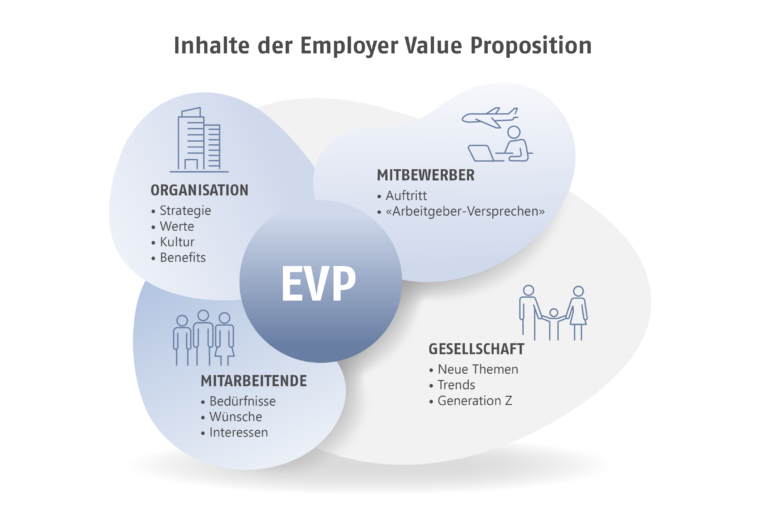 Inhalte der Employer Value Proposition
ORGANISATION
• Strategie
• Werte
• Kultur
• Benefits
MITBEWERBER
• Auftritt
• «Arbeitgeber-Versprechen»
EVP
MITARBEITENDE
• Bedürfnisse
• Wünsche
• Interessen
GESELLSCHAFT
• Neue Themen
• Trends
• Generation Z